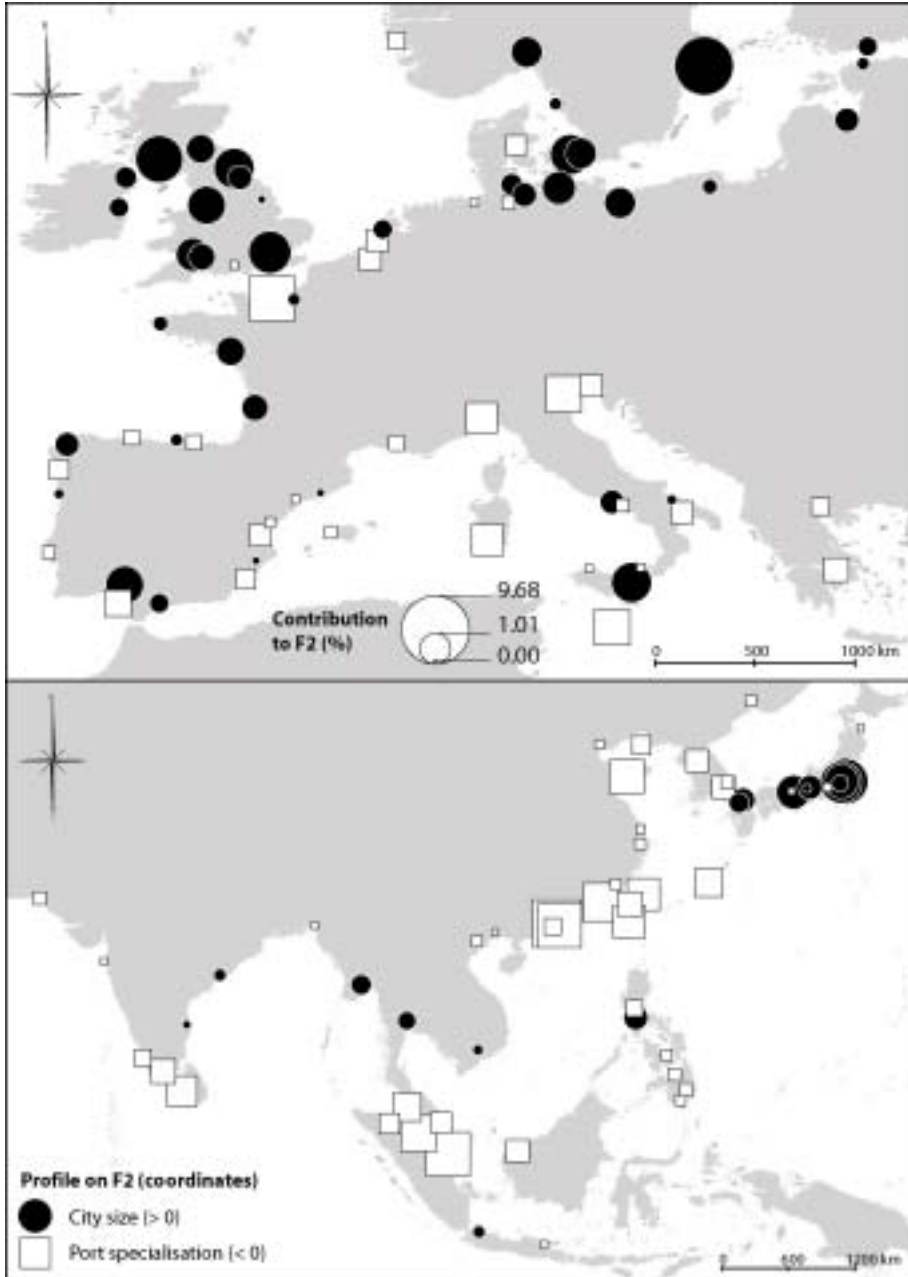 9.68
Contribution 1.01
to F2 (%) 0.00
0 500 1000 km
Profile on F2 (coordinates)
City size (> 0)
Port specialisation (< 0)
0 600 1200 km